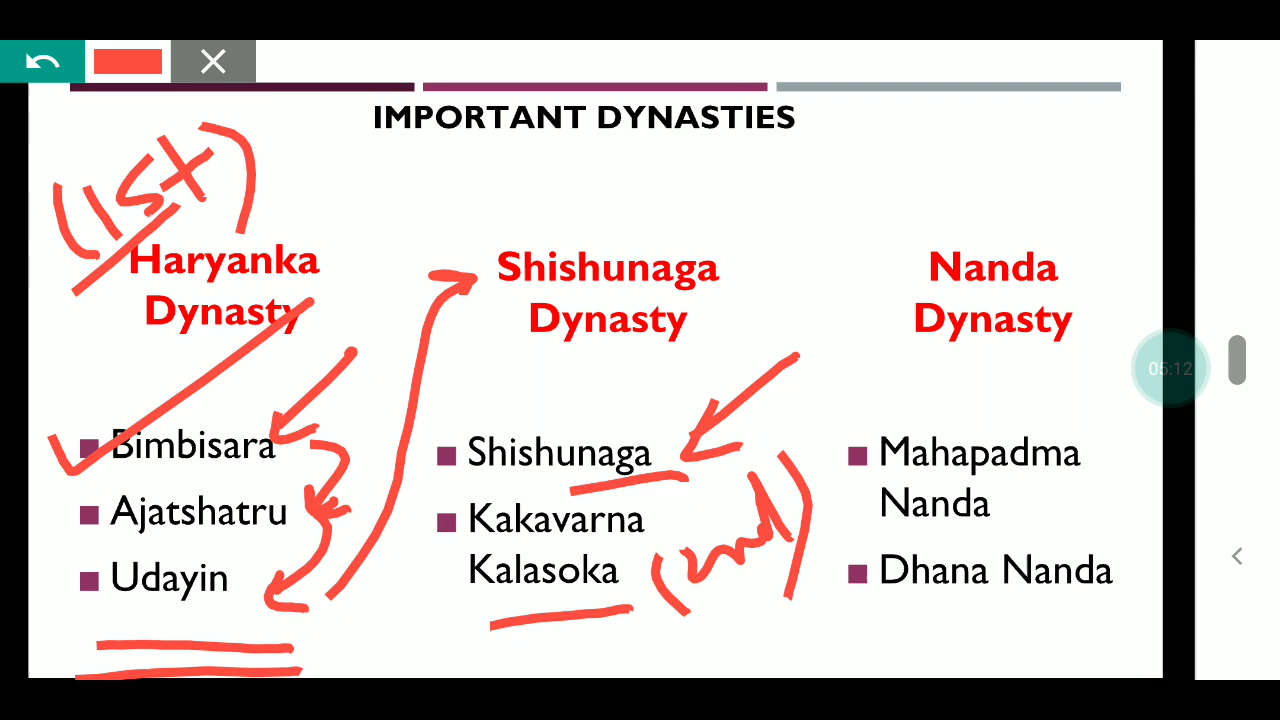 IMPORTANT DYNASTIES
(1st)
Haryanka
Dynasty
Bimbisara
Ajatshatru
Udayin
Shishunaga
Dynasty
Shishunaga
Kakavarna
Kalasoka
(2nd)
Nanda
Dynasty
Mahapadma
Nanda
Dhana Nanda
05:12